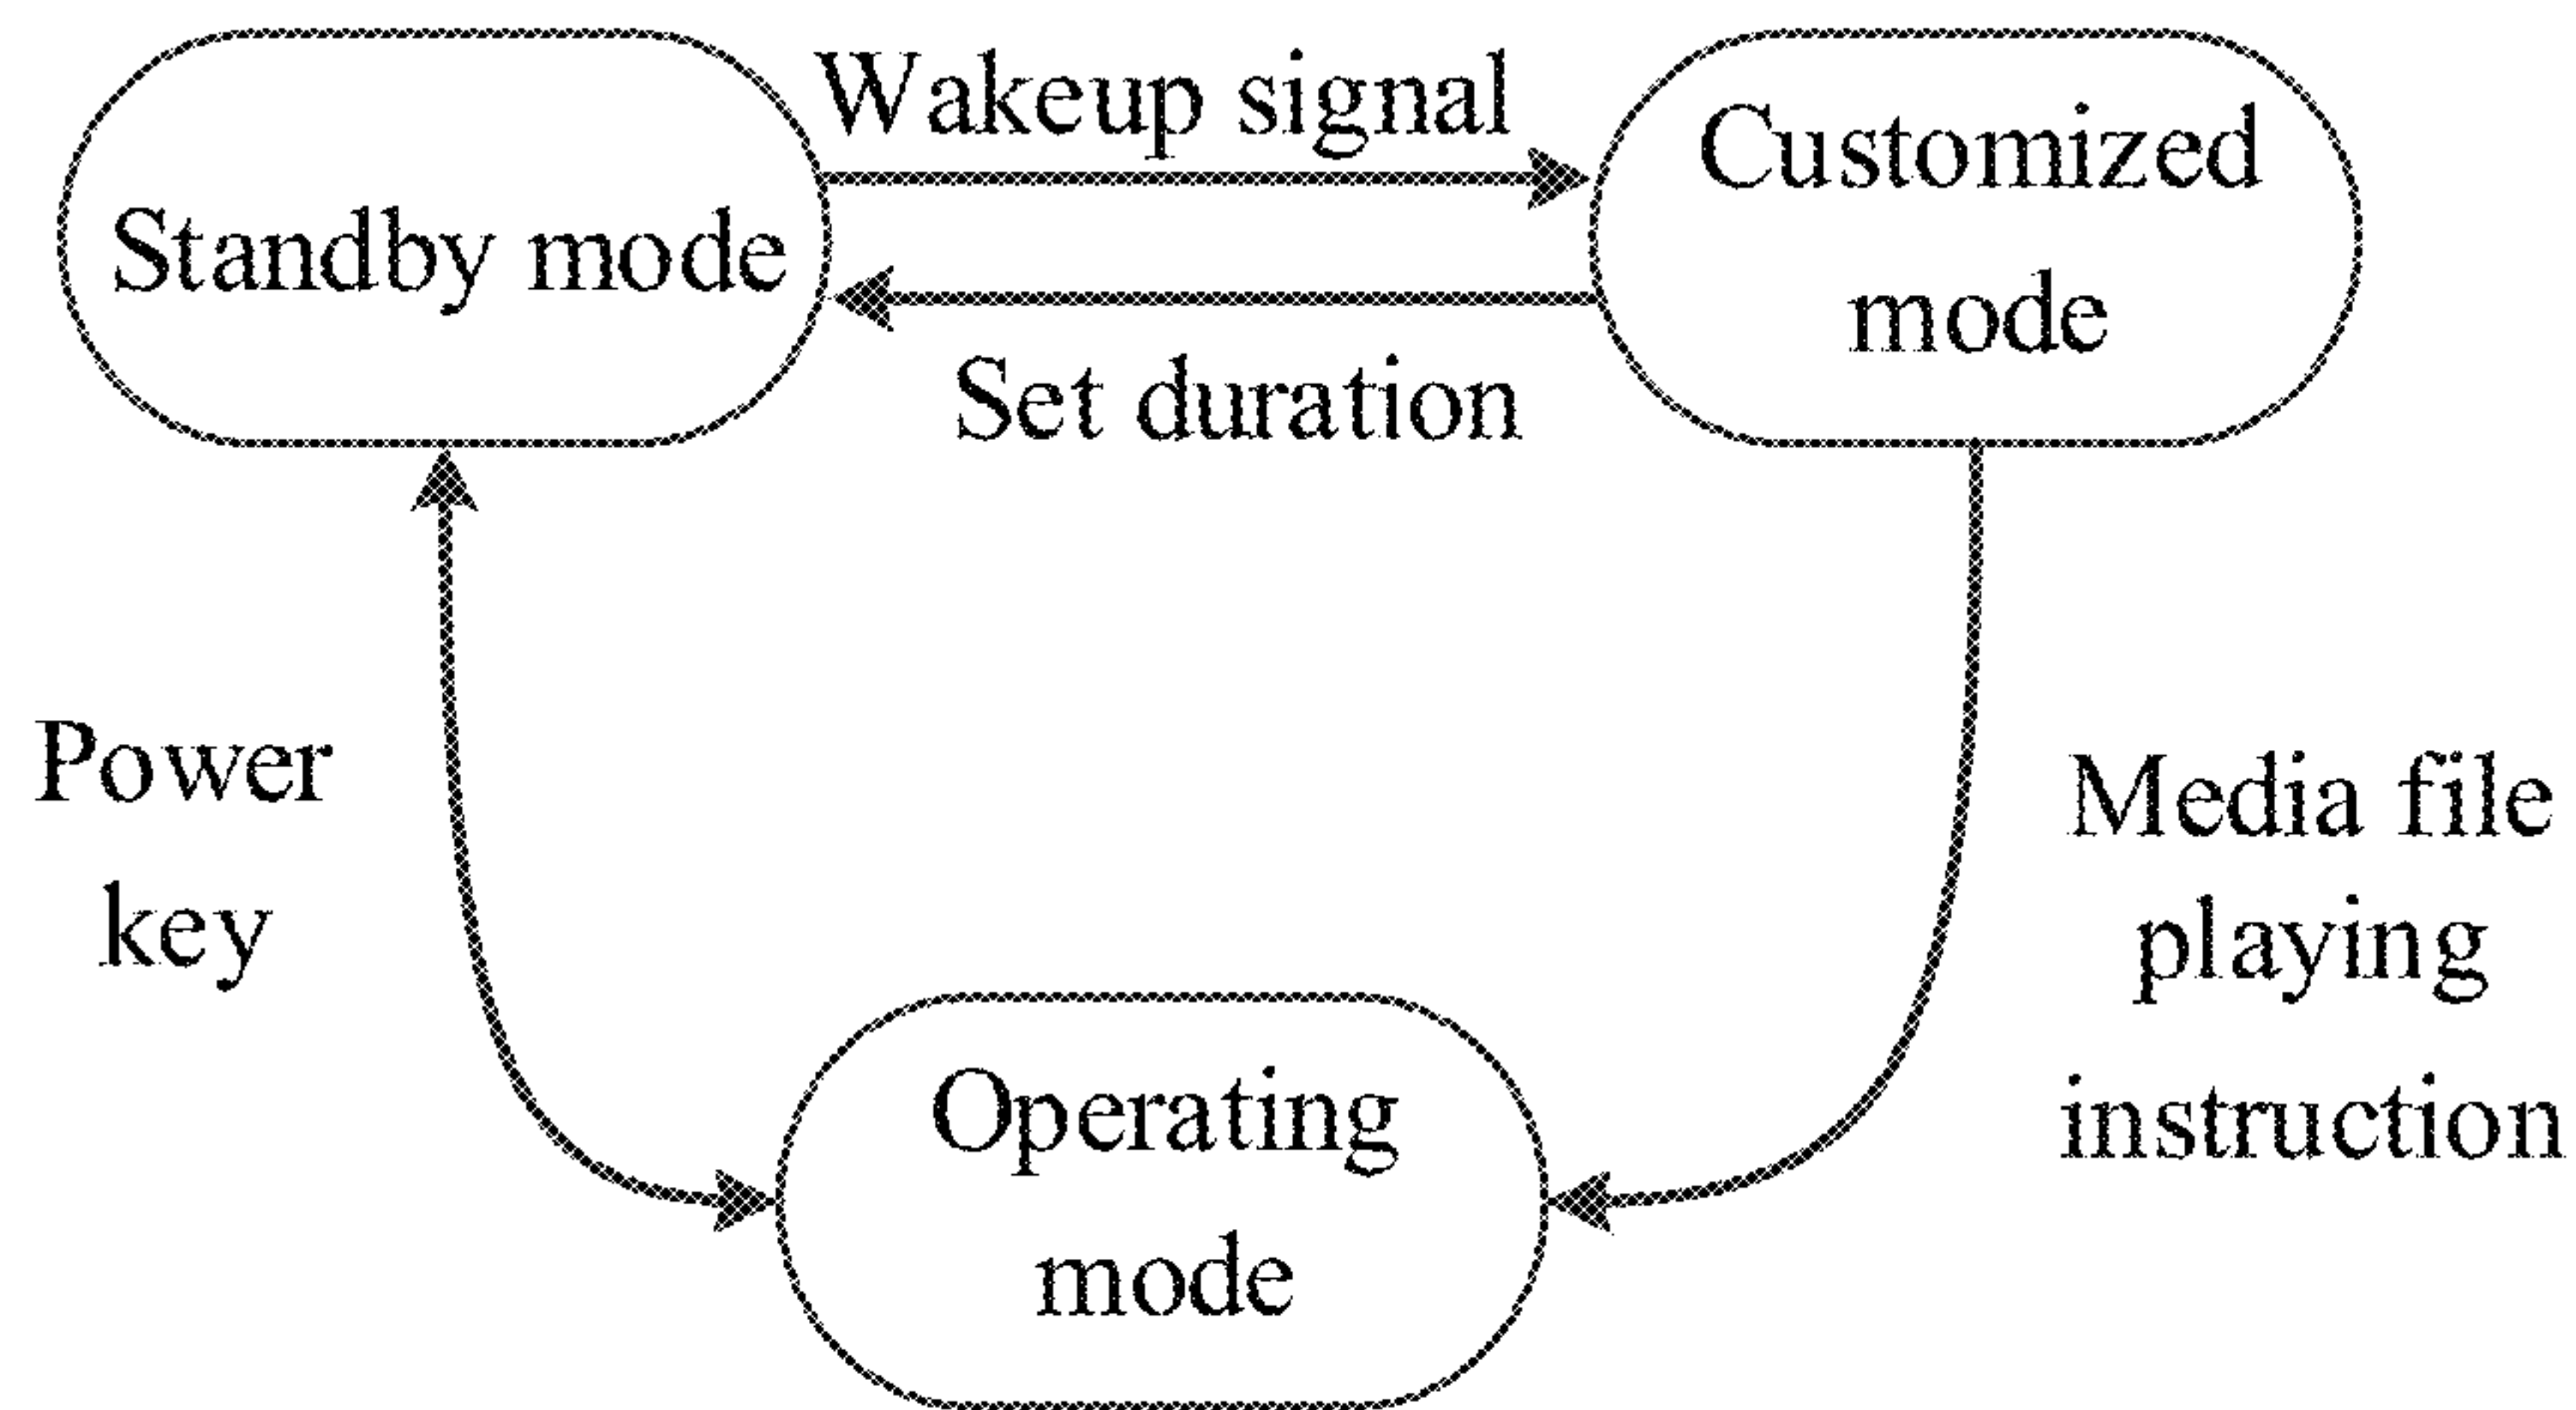 Wakeup signal
Standby mode
Customized
mode
Set duration
Power
key
Media file
playing
instruction
Operating
mode